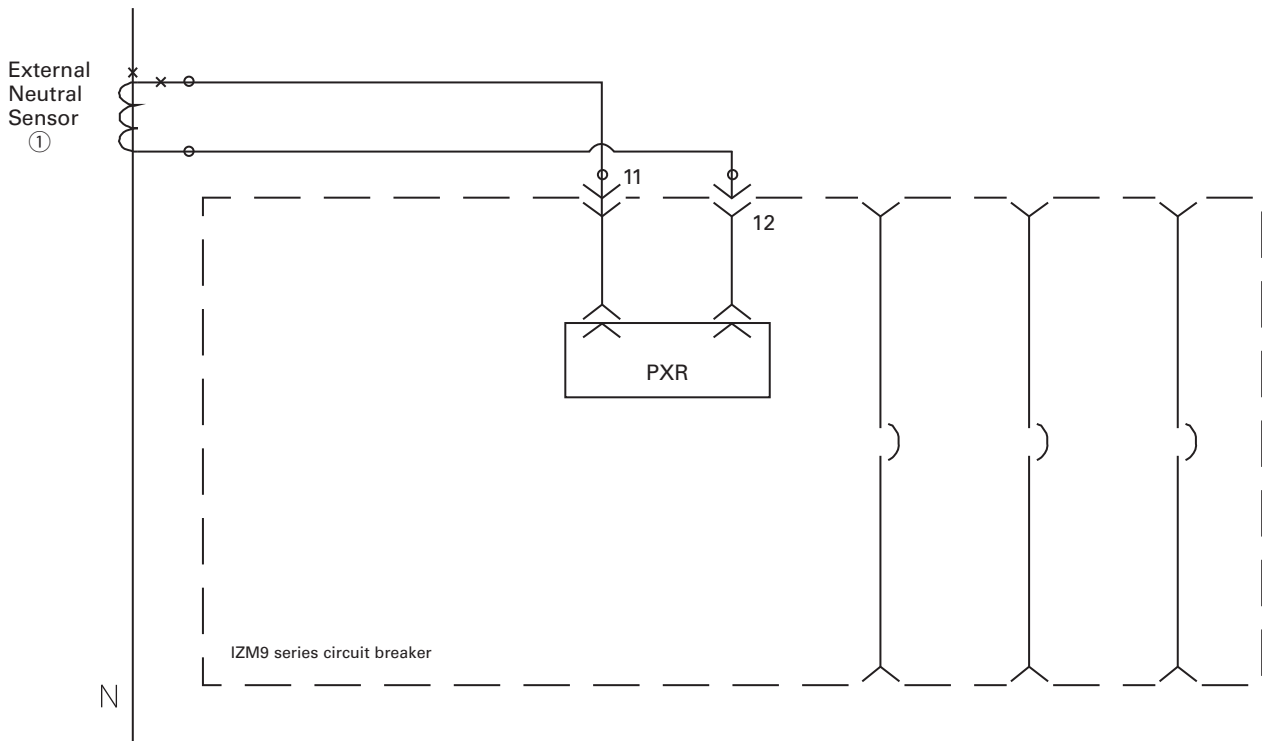 External
Neutral
Sensor
①
11
12
PXR
IZM9 series circuit breaker
N